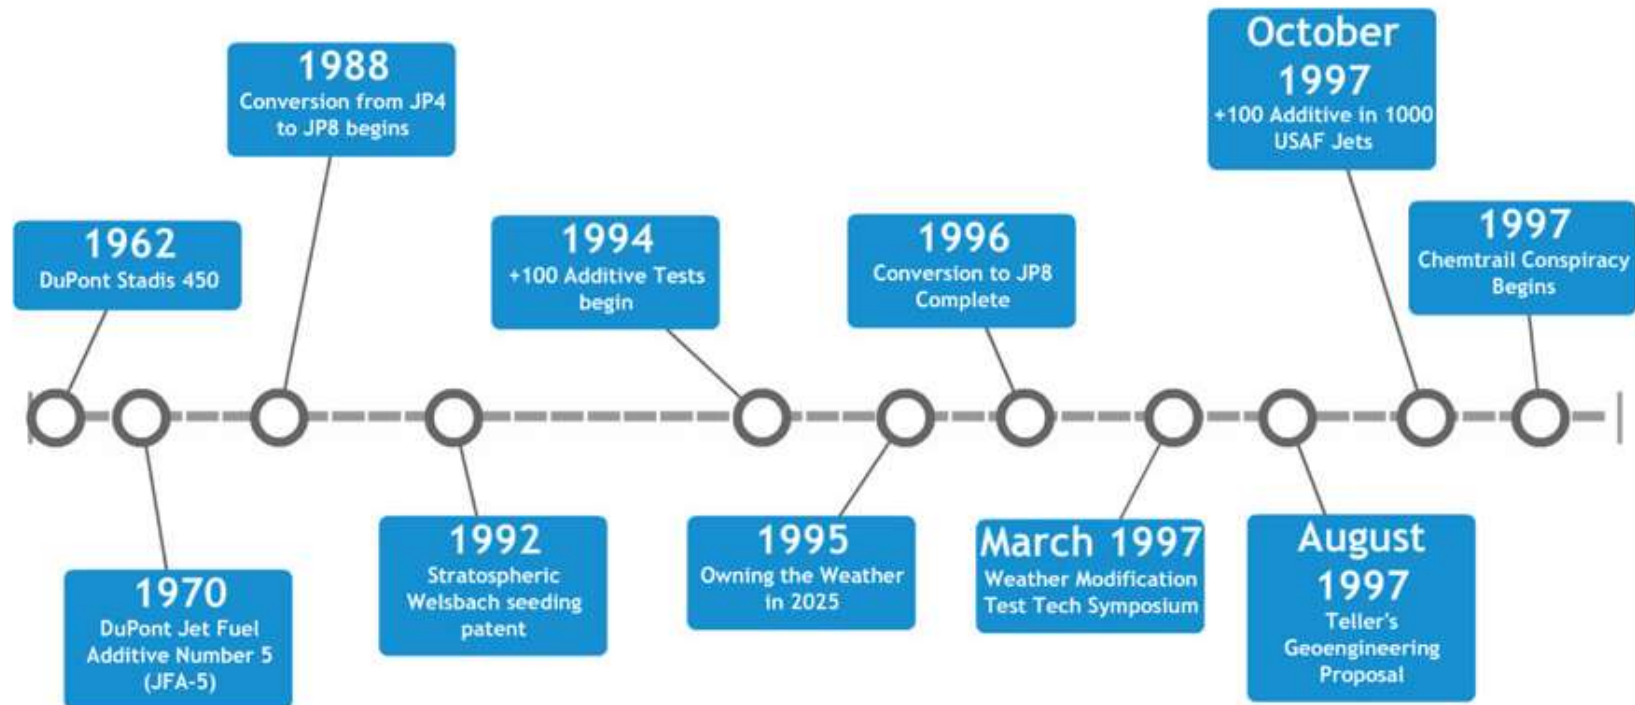 1962
DuPont Stadis 450
1970
DuPont Jet Fuel
Additive Number 5
(JFA-5)
1988
Conversion from JP4
to JP8 begins
1992
Stratospheric
Welsbach seeding
patent
1994
+100 Additive Tests
begin
1995
Owning the Weather
in 2025
1996
Conversion to JP8
Complete
March 1997
Weather Modification
Test Tech Symposium
August
1997
Teller's
Geoengineering
Proposal
October
1997
+100 Additive in 1000
USAF Jets
1997
Chemtrail Conspiracy
Begins